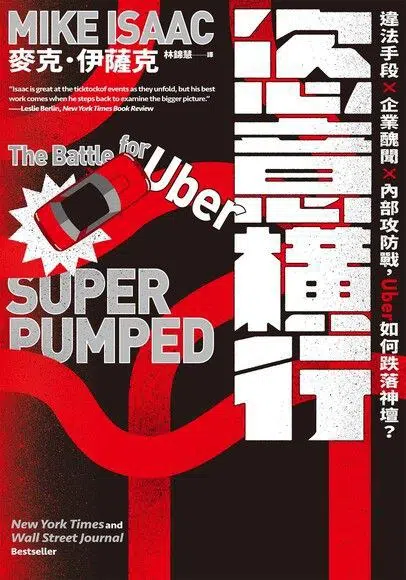 MIKE ISAAC
麥克·伊薩克
林錦慧——譯
"Isaac is great at the ticktockof events as they unfold, but his best
work comes when he steps back to examine the bigger picture."
——Leslie Berlin, New York Times Book Review
The Battle for Uber
SUPER
PUMPED
恣意橫行
違法手段×企業醜聞×內部攻防戰，Uber如何跌落神壇？
New York Times and
Wall Street Journal
Bestseller